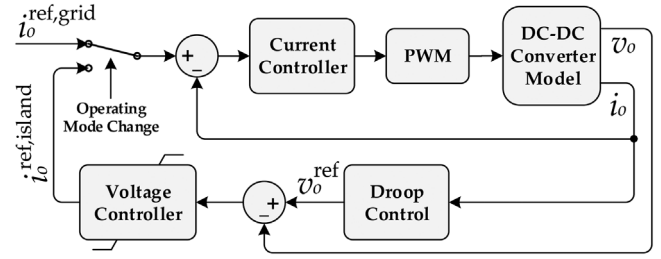 i_o^ref,grid
+
−
Current
Controller
PWM
DC-DC
Converter
Model
v_o
i_o
Operating
Mode Change
i_o^ref,island
Voltage
Controller
+
−
v_o^ref
Droop
Control